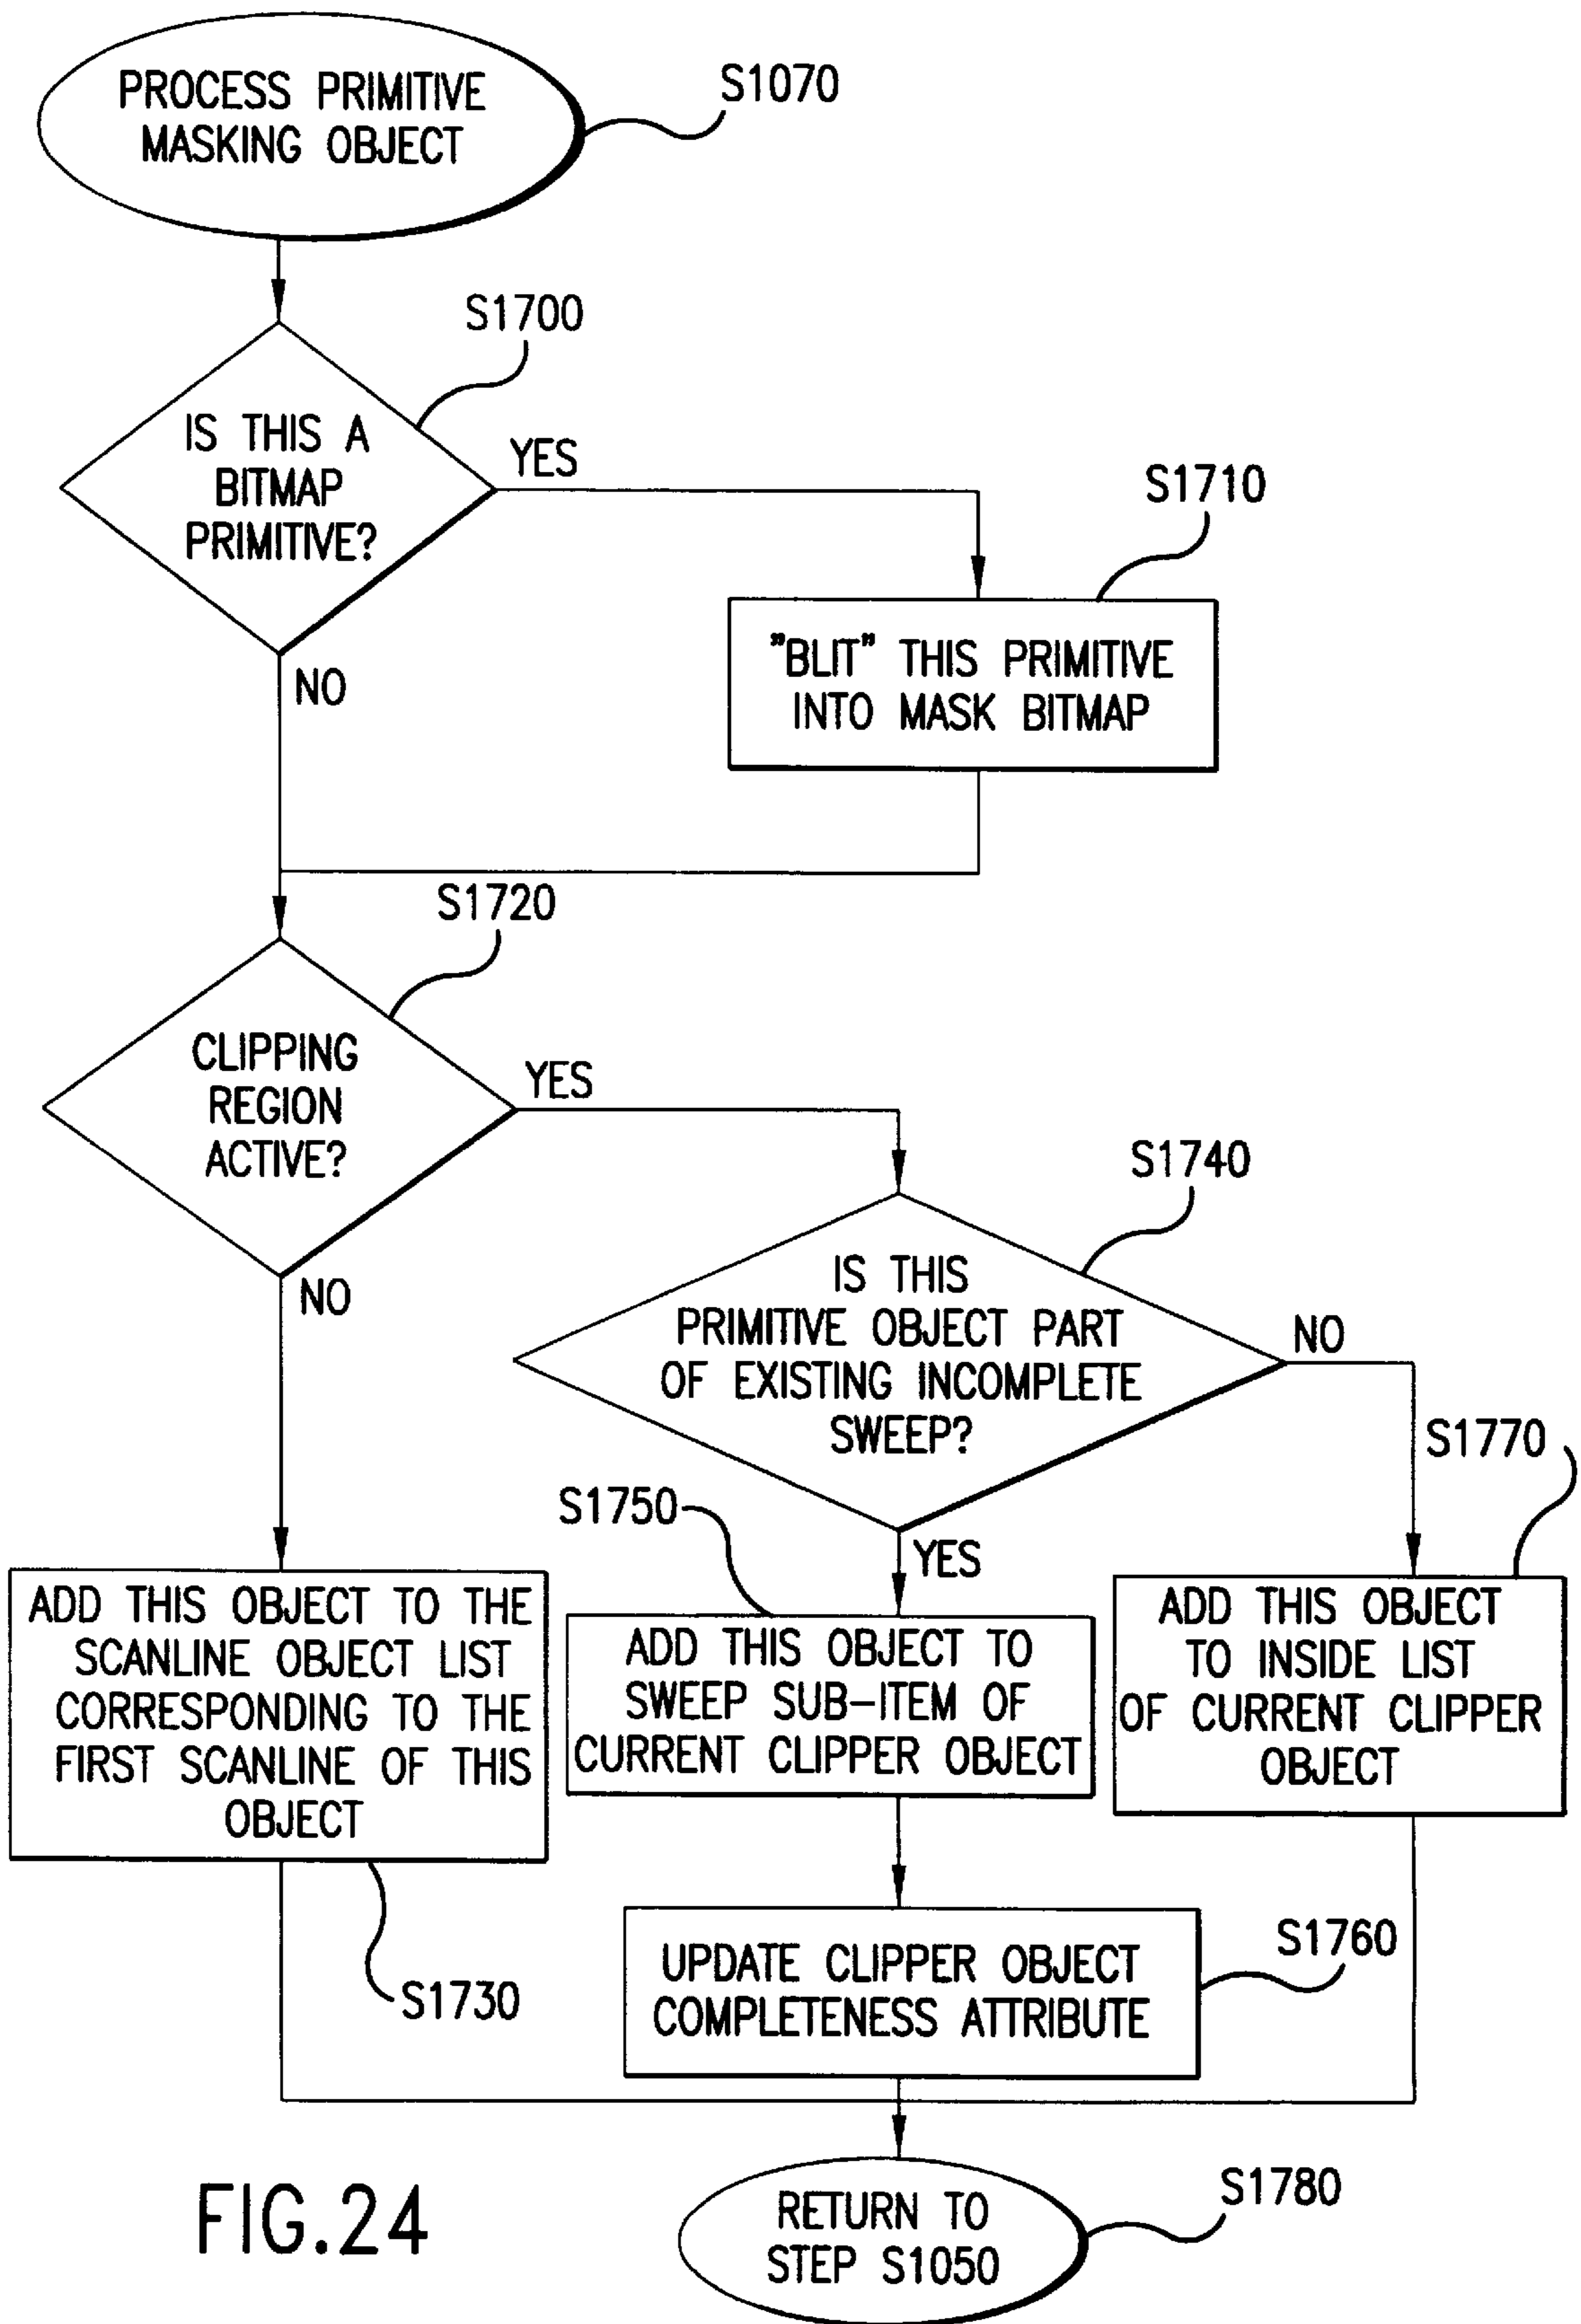 PROCESS PRIMITIVE
MASKING OBJECT
S1070
S1700
IS THIS A
BITMAP
PRIMITIVE?
YES
NO
S1710
"BLIT" THIS PRIMITIVE
INTO MASK BITMAP
S1720
CLIPPING
REGION
ACTIVE?
YES
NO
S1740
IS THIS
PRIMITIVE OBJECT PART
OF EXISTING INCOMPLETE
SWEEP?
NO
YES
S1770
S1750
ADD THIS OBJECT TO THE
SCANLINE OBJECT LIST
CORRESPONDING TO THE
FIRST SCANLINE OF THIS
OBJECT
S1730
ADD THIS OBJECT TO
SWEEP SUB-ITEM OF
CURRENT CLIPPER OBJECT
ADD THIS OBJECT
TO INSIDE LIST
OF CURRENT CLIPPER
OBJECT
UPDATE CLIPPER OBJECT
COMPLETENESS ATTRIBUTE
S1760
RETURN TO
STEP S1050
S1780
FIG.24